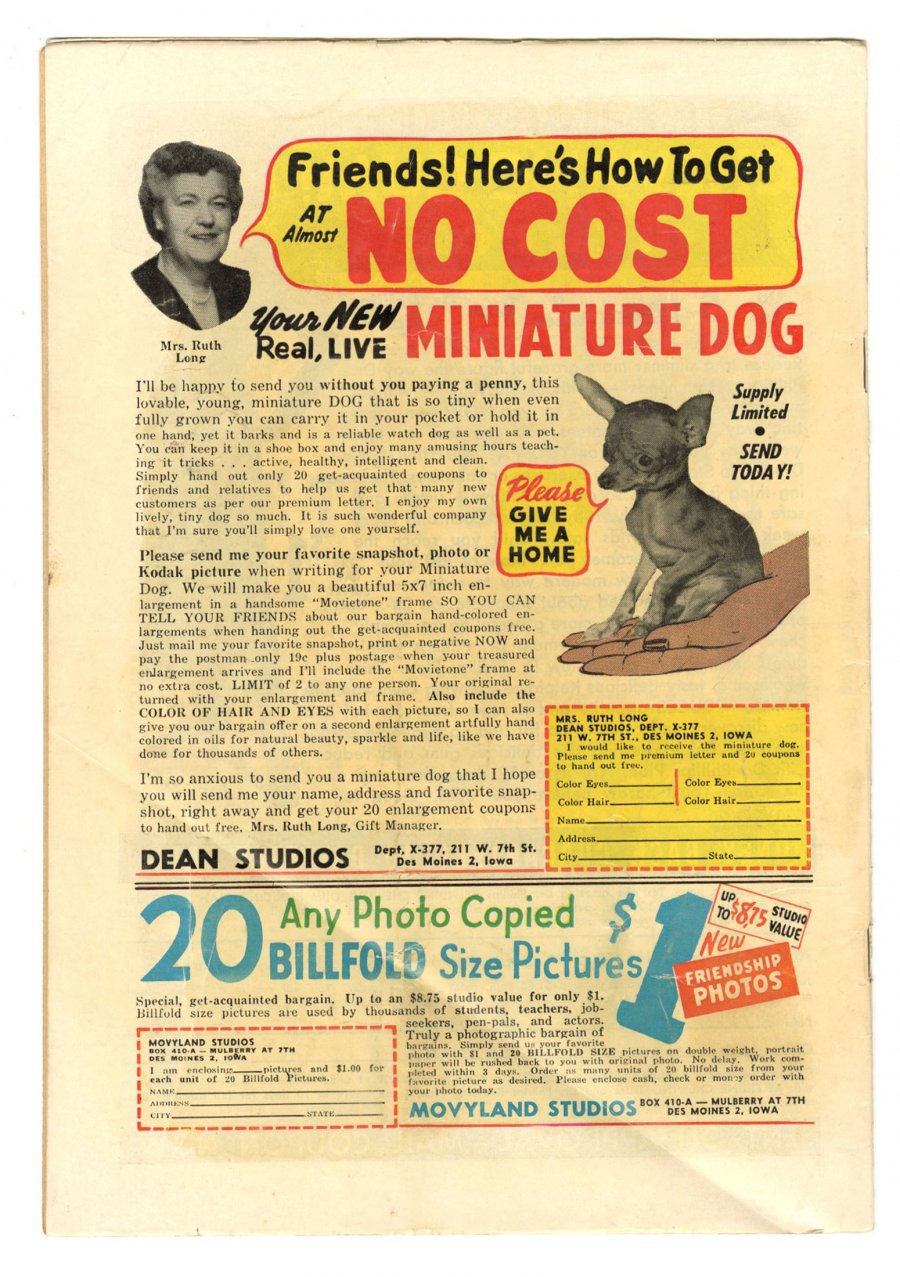 Friends! Here's How To Get
AT Almost
NO COST
Your NEW
Real, LIVE
MINIATURE DOG
Mrs. Ruth
Long
I'll be happy to send you without you paying a penny, this
lovable, young, miniature DOG that is so tiny when even
fully grown you can carry it in your pocket or hold it in
one hand, yet it barks and is a reliable watch dog as well as a pet.
You can keep it in a shoe box and enjoy many amusing hours teach-
ing it tricks . . . active, healthy, intelligent and clean.
Simply hand out only 20 get-acquainted coupons to
friends and relatives to help us get that many new
customers as per our premium letter. I enjoy my own
lively, tiny dog so much. It is such wonderful company
that I'm sure you'll simply love one yourself.
Supply
Limited
•
SEND
TODAY!
Please
GIVE
ME A
HOME
Please send me your favorite snapshot, photo or
Kodak picture when writing for your Miniature
Dog. We will make you a beautiful 5x7 inch en-
largement in a handsome "Movietone" frame SO YOU CAN
TELL YOUR FRIENDS about our bargain hand-colored en-
largements when handing out the get-acquainted coupons free.
Just mail me your favorite snapshot, print or negative NOW and
pay the postman only 19c plus postage when your treasured
enlargement arrives and I'll include the "Movietone" frame at
no extra cost. LIMIT of 2 to any one person. Your original re-
turned with your enlargement and frame. Also include the
COLOR OF HAIR AND EYES with each picture, so I can also
give you our bargain offer on a second enlargement artfully hand
colored in oils for natural beauty, sparkle and life, like we have
done for thousands of others.
I'm so anxious to send you a miniature dog that I hope
you will send me your name, address and favorite snap-
shot, right away and get your 20 enlargement coupons
to hand out free. Mrs. Ruth Long, Gift Manager.
DEAN STUDIOS
Dept, X-377, 211 W. 7th St.
Des Moines 2, Iowa
MRS. RUTH LONG
DEAN STUDIOS, DEPT. X-377
211 W. 7TH ST., DES MOINES 2, IOWA
I would like to receive the miniature dog.
Please send me premium letter and 20 coupons
to hand out free.
Color Eyes Color Eyes
Color Hair Color Hair
Name
Address
City State
20 Any Photo Copied
BILLFOLD Size Pictures
$1
UP TO $8.75 STUDIO VALUE
New
FRIENDSHIP
PHOTOS
Special, get-acquainted bargain. Up to an $8.75 studio value for only $1.
Billfold size pictures are used by thousands of students, teachers, job-
seekers, pen-pals, and actors.
Truly a photographic bargain of
bargains. Simply send us your favorite
photo with $1 and 20 BILLFOLD SIZE pictures on double weight, portrait
paper will be rushed back to you with original photo. No delay. Work com-
pleted within 3 days. Order as many units of 20 billfold size from your
favorite picture as desired. Please enclose cash, check or money order with
your photo today.
MOVYLAND STUDIOS
BOX 410-A — MULBERRY AT 7TH
DES MOINES 2, IOWA
MOVYLAND STUDIOS
BOX 410-A — MULBERRY AT 7TH
DES MOINES 2, IOWA
I am enclosing pictures and $1.00 for
each unit of 20 Billfold Pictures.
NAME
ADDRESS
CITY STATE